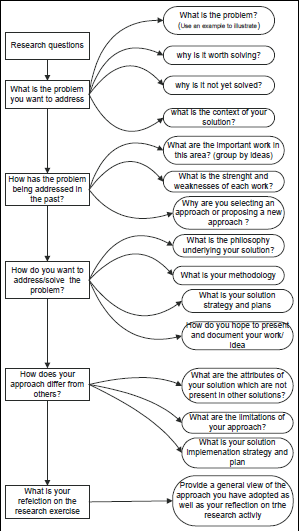 What is the problem?
(Use an example to illustrate)
Research questions
why is it worth solving?
What is the problem
you want to address
why is it not yet solved?
what is the context of your
solution?
What are the important work in
this area? (group by ideas)
How has the problem
being addressed in
the past?
What is the strenght and
weaknesses of each work?
Why are you selecting an
approach or proposing a new
approach ?
What is the philosophy
underlying your solution?
How do you want to
address/solve the
problem?
What is your methodology
What is your solution
strategy and plans
How do you hope to present
and document your work/
idea
How does your
approach differ from
others?
What are the attributes of
your solution which are not
present in other solutions?
What are the limitations of
your approach?
What is your solution
implemenation strategy and
plan
What is your
refelction on the
research exercise
Provide a general view of the
approach you have adopted as
well as your reflection on trhe
research activiy